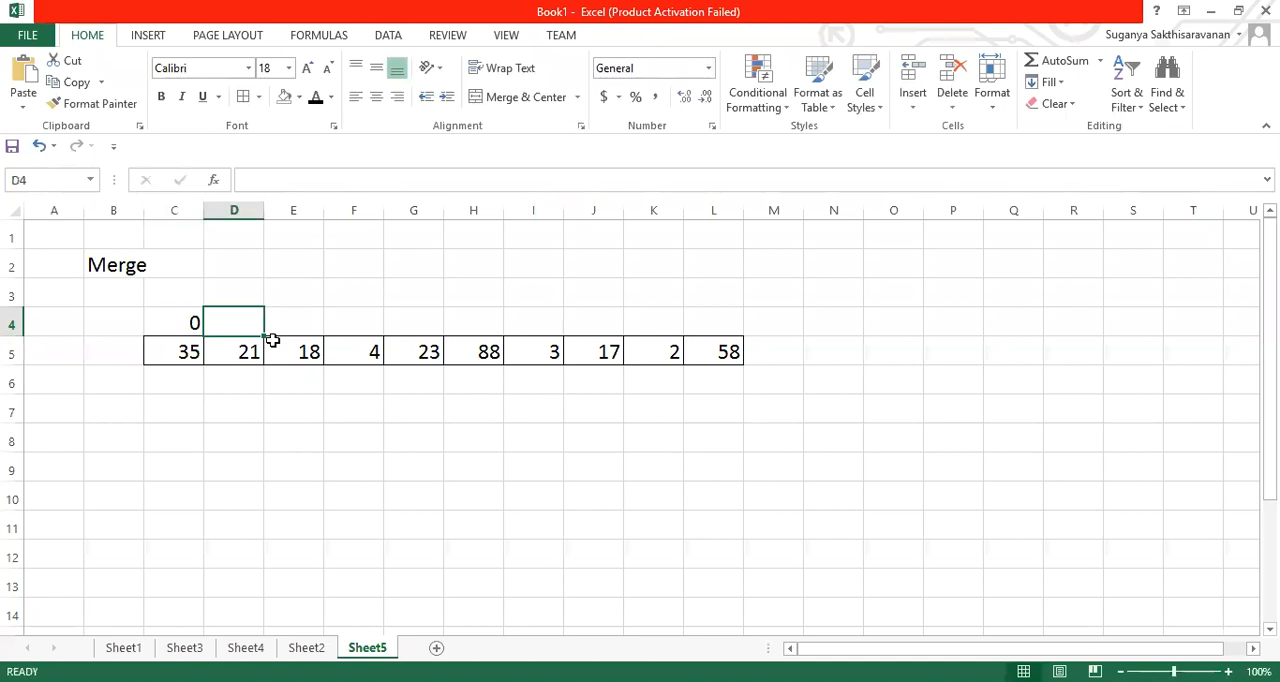 Book1 - Excel (Product Activation Failed)
?
FILE HOME INSERT PAGE LAYOUT FORMULAS DATA REVIEW VIEW TEAM Suganya Sakthisaravanan
Cut
Copy
Format Painter
Paste
Clipboard
Calibri 18
B I U
Font
Wrap Text
Merge & Center
Alignment
General
$ % ,
Number
Conditional Formatting
Format as Table
Cell Styles
Styles
Insert Delete Format
Cells
AutoSum
Fill
Clear
Sort & Filter
Find & Select
Editing
D4 fx
A B C D E F G H I J K L M N O P Q R S T U
1
2 Merge
3
4 0
5 35 21 18 4 23 88 3 17 2 58
6
7
8
9
10
11
12
13
14
Sheet1 Sheet3 Sheet4 Sheet2 Sheet5
READY 100%